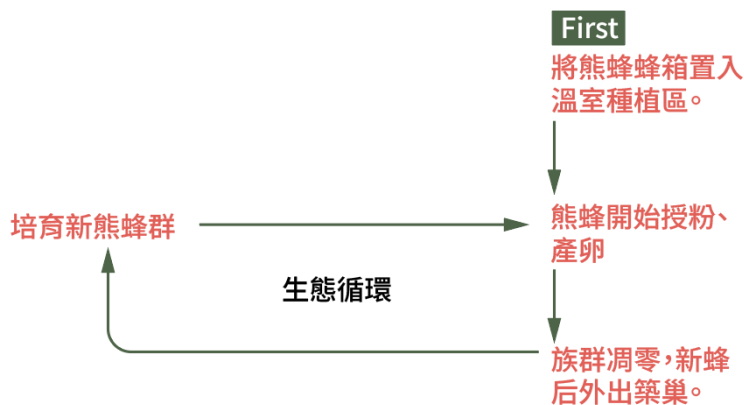 First
將熊蜂蜂箱置入
溫室種植區。
熊蜂開始授粉、
產卵
培育新熊蜂群
生態循環
族群凋零，新蜂
后外出築巢。